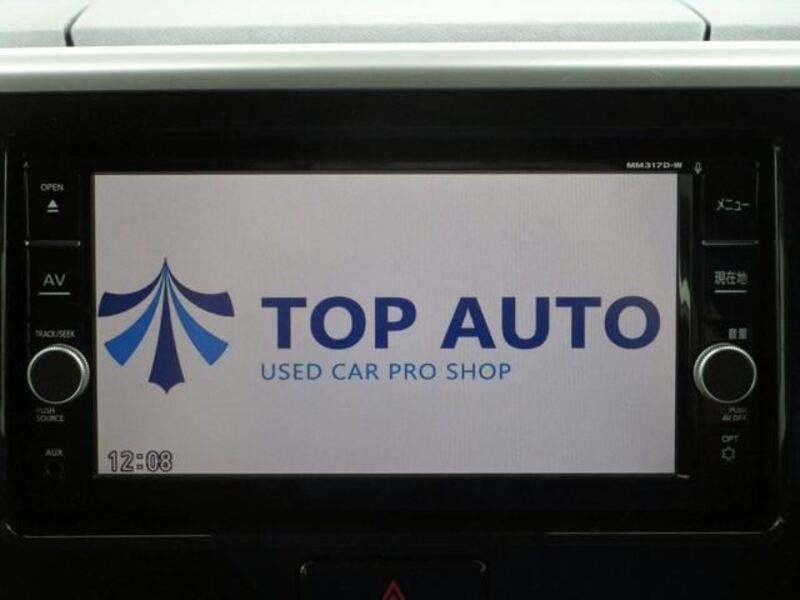 MM317D-W
OPEN
メニュー
AV
現在地
TOP AUTO
USED CAR PRO SHOP
TRACK/SEEK
音量
PUSH
SOURCE
PUSH
AV OFF
AUX
OPT
12:08